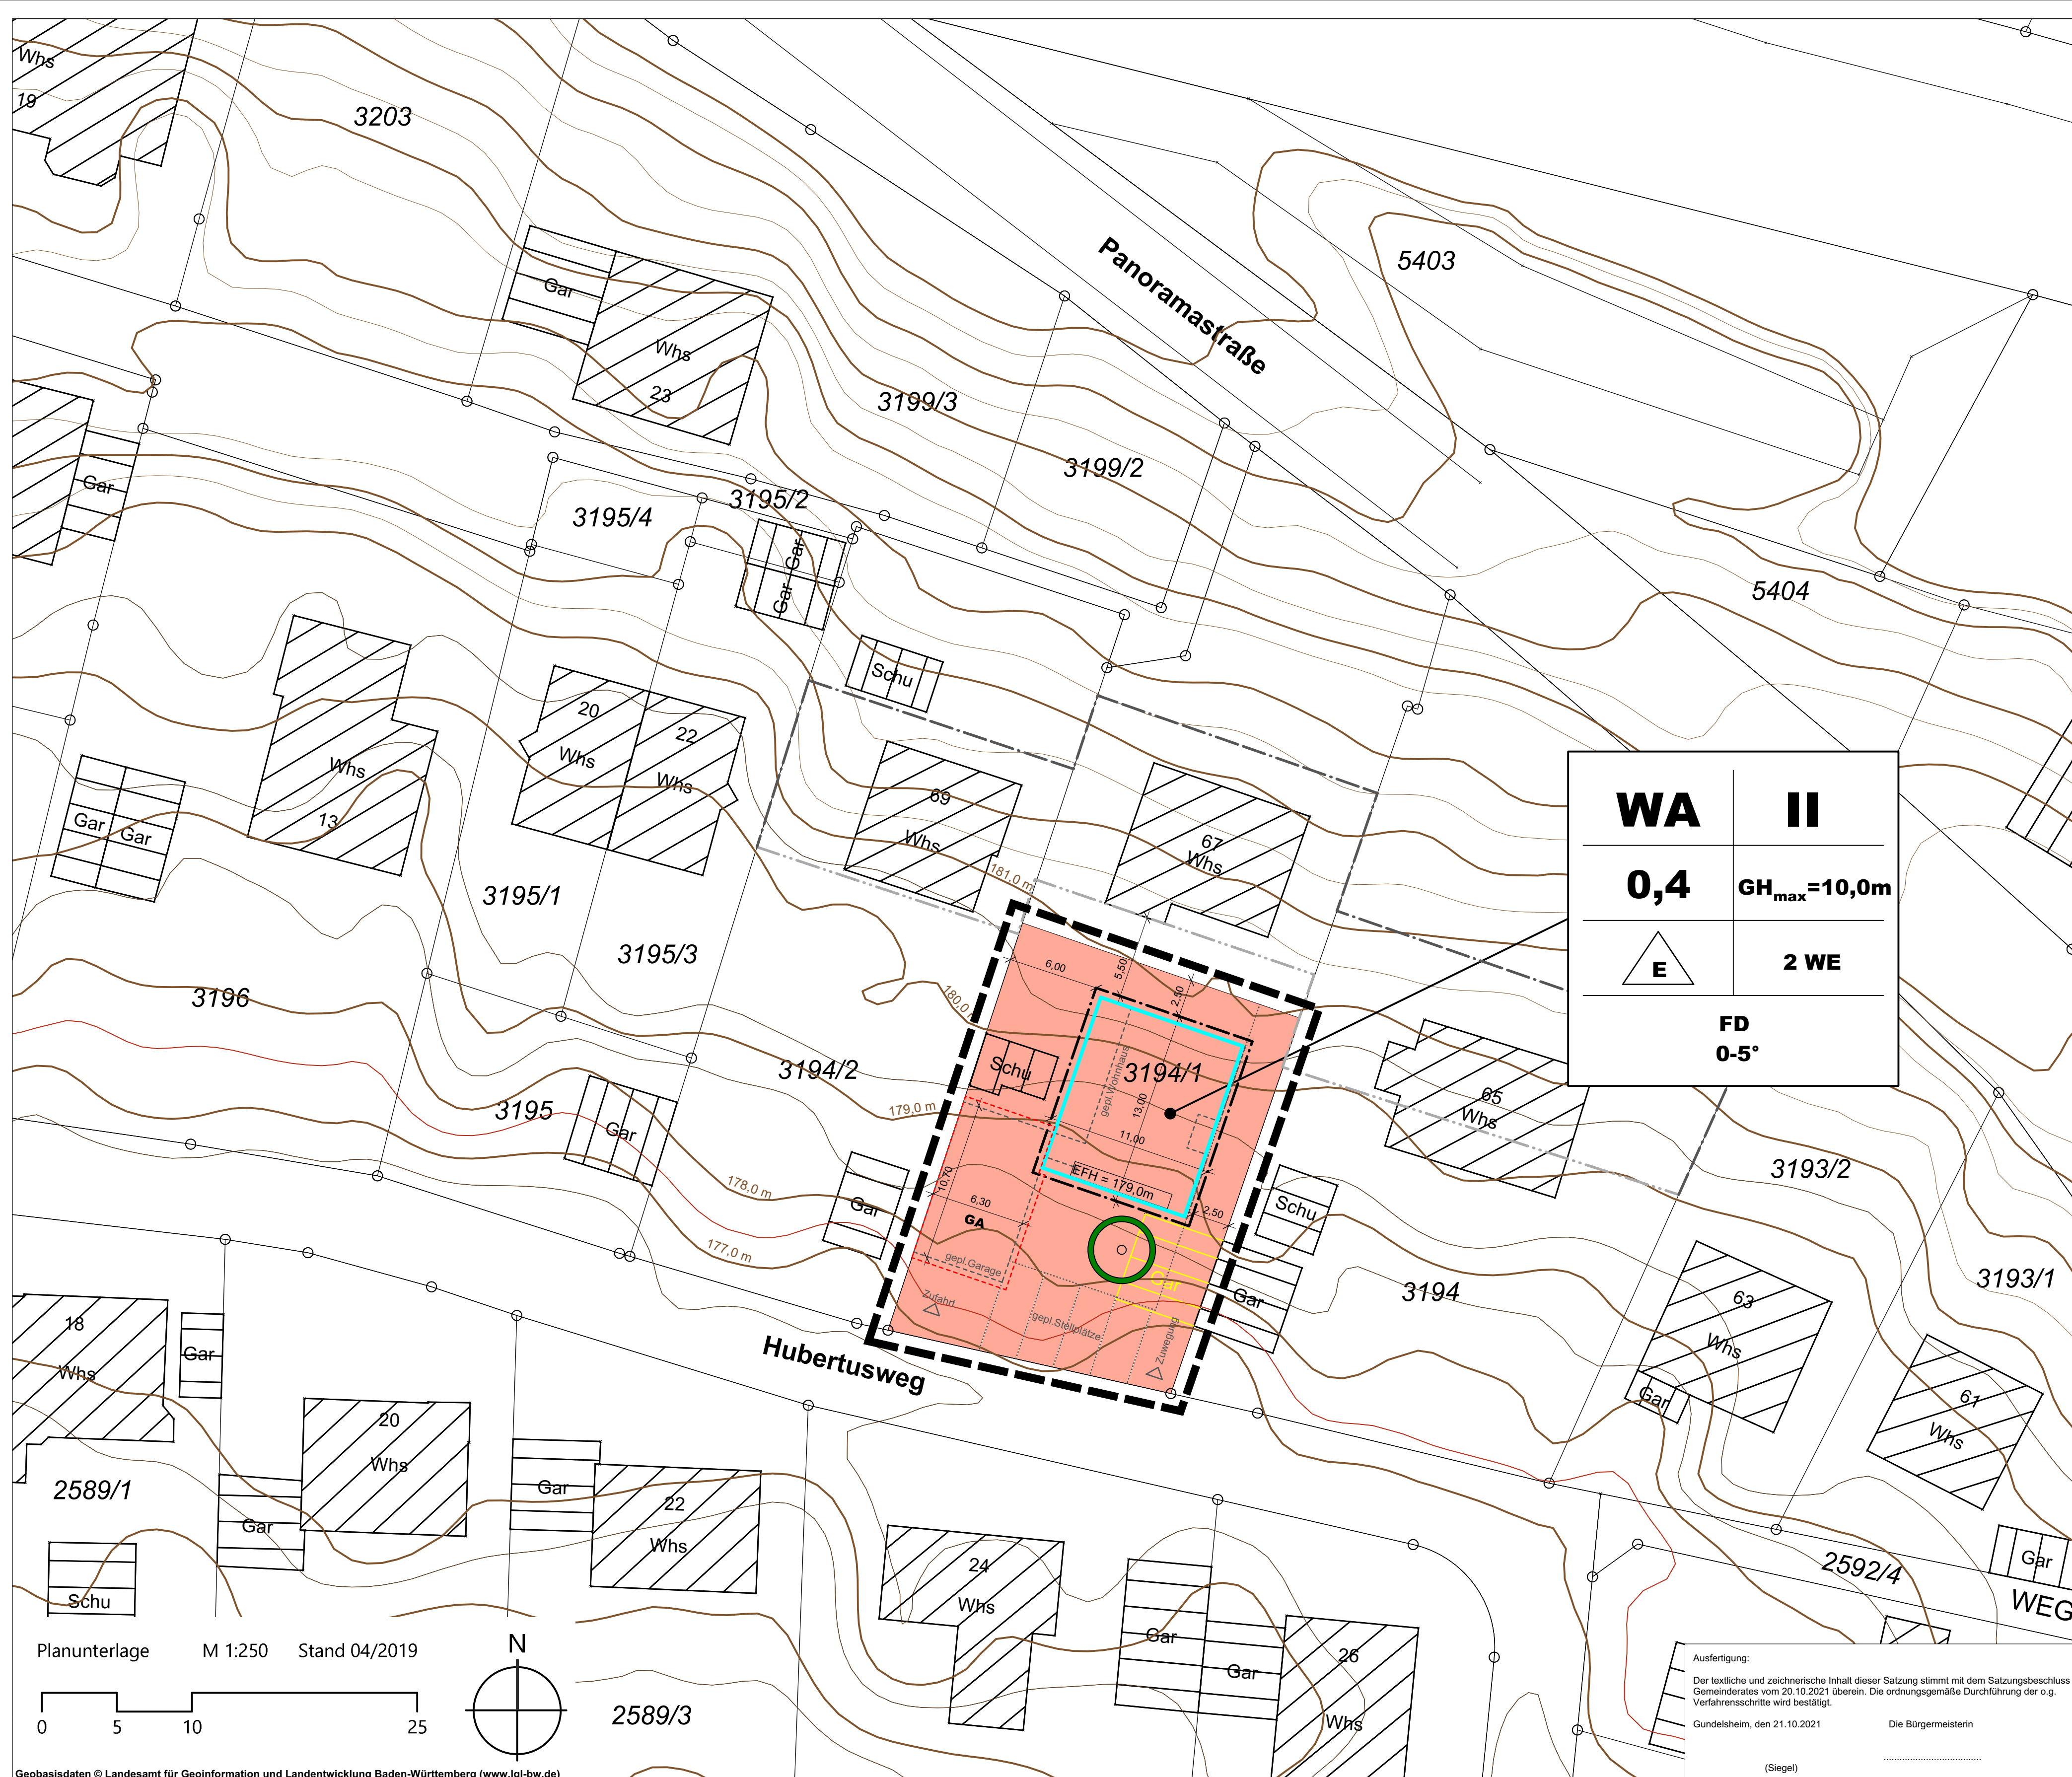 Whs
19
3203
Gar
Whs
23
Panoramastraße
5403
3199/3
3199/2
Gar
3195/4
3195/2
Gar
Gar
5404
Schu
20
Whs
22
Whs
Whs
13
69
Whs
67
Whs
Gar
Gar
WA
II
0,4
GHmax=10,0m
E
2 WE
FD
0-5°
181,0 m
3195/1
3195/3
3196
6,00
5,50
2,50
180,0 m
3194/2
Schu
gepl.Wohnhaus
3194/1
13,00
179,0 m
11,00
3195
Gar
65
Whs
3193/2
EFH = 179,0m
10,70
178,0 m
6,30
GA
2,50
Gar
Schu
177,0 m
gepl.Garage
Gar
Gar
3194
3193/1
Zufahrt
gepl.Stellplätze
Zuwegung
63
Whs
Gar
61
Whs
Hubertusweg
18
Whs
Gar
20
Whs
Gar
22
Whs
2589/1
Gar
Schu
24
Whs
2592/4
Gar
WEG
Gar
Gar
26
Whs
2589/3
Planunterlage M 1:250 Stand 04/2019
N
0 5 10 25
Geobasisdaten © Landesamt für Geoinformation und Landentwicklung Baden-Württemberg (www.lgl-bw.de)
Ausfertigung:
Der textliche und zeichnerische Inhalt dieser Satzung stimmt mit dem Satzungsbeschluss
Gemeinderates vom 20.10.2021 überein. Die ordnungsgemäße Durchführung der o.g.
Verfahrensschritte wird bestätigt.
Gundelsheim, den 21.10.2021 Die Bürgermeisterin
(Siegel)